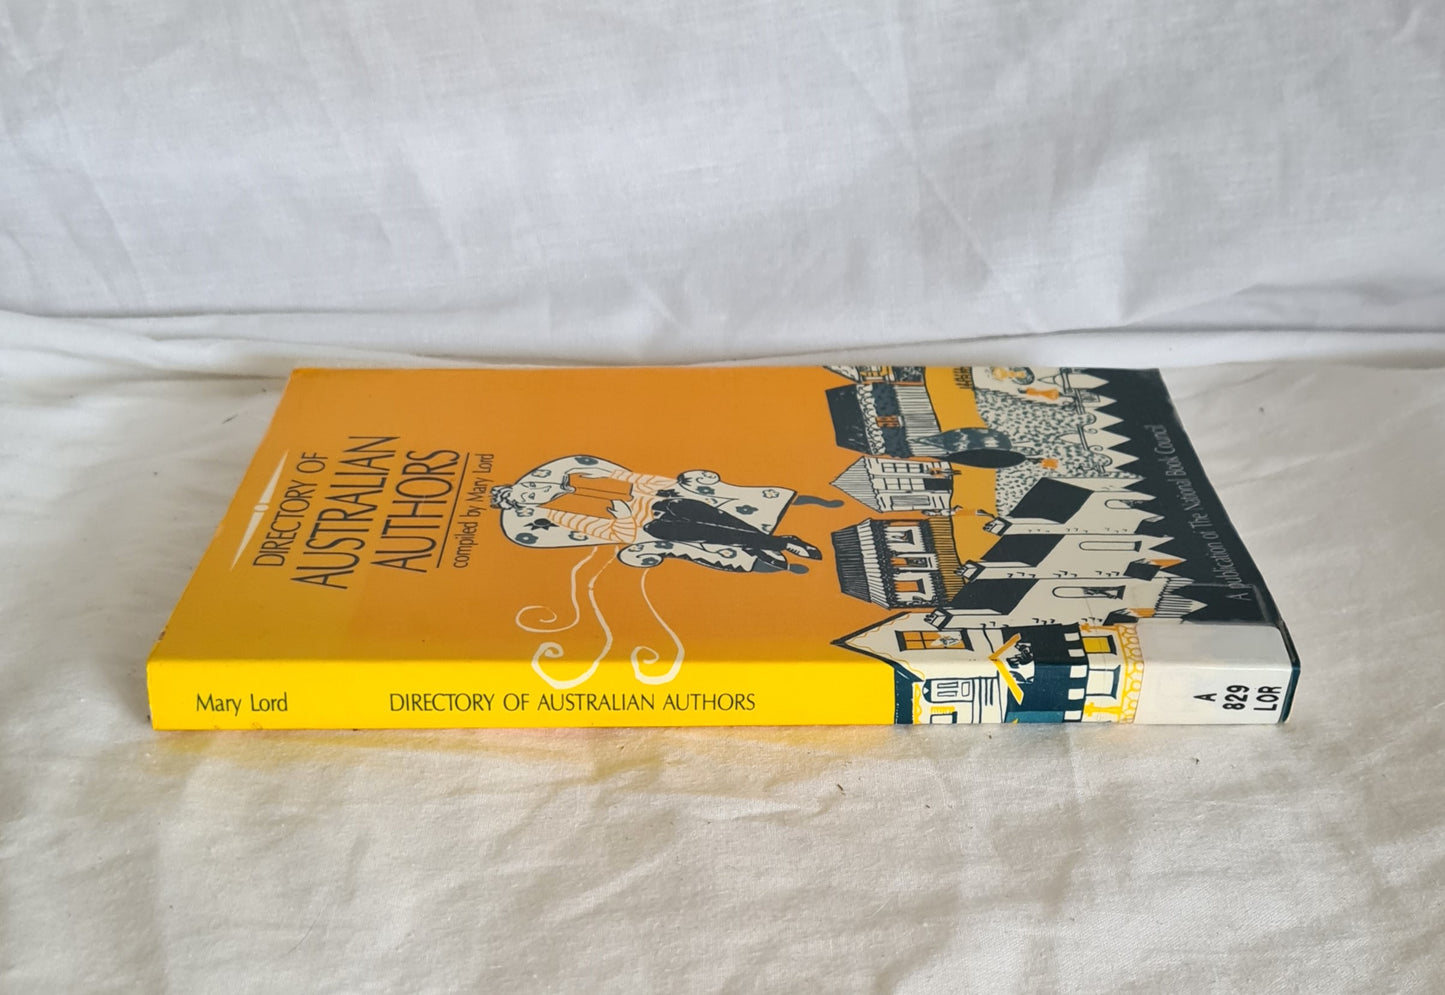 DIRECTORY OF
AUSTRALIAN
AUTHORS
compiled by Mary Lord
A Publication of The National Book Council
Mary Lord
DIRECTORY OF AUSTRALIAN AUTHORS
A
829
LOR